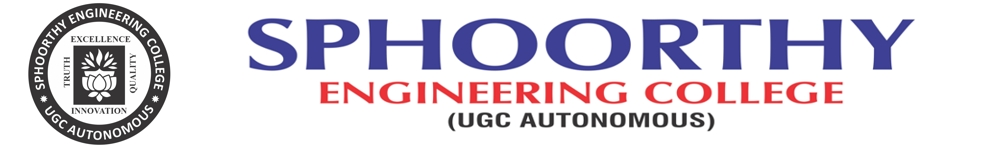 SPHOORTHY ENGINEERING COLLEGE
EXCELLENCE
TRUTH
QUALITY
INNOVATION
* UGC AUTONOMOUS *
SPHOORTHY
ENGINEERING COLLEGE
(UGC AUTONOMOUS)